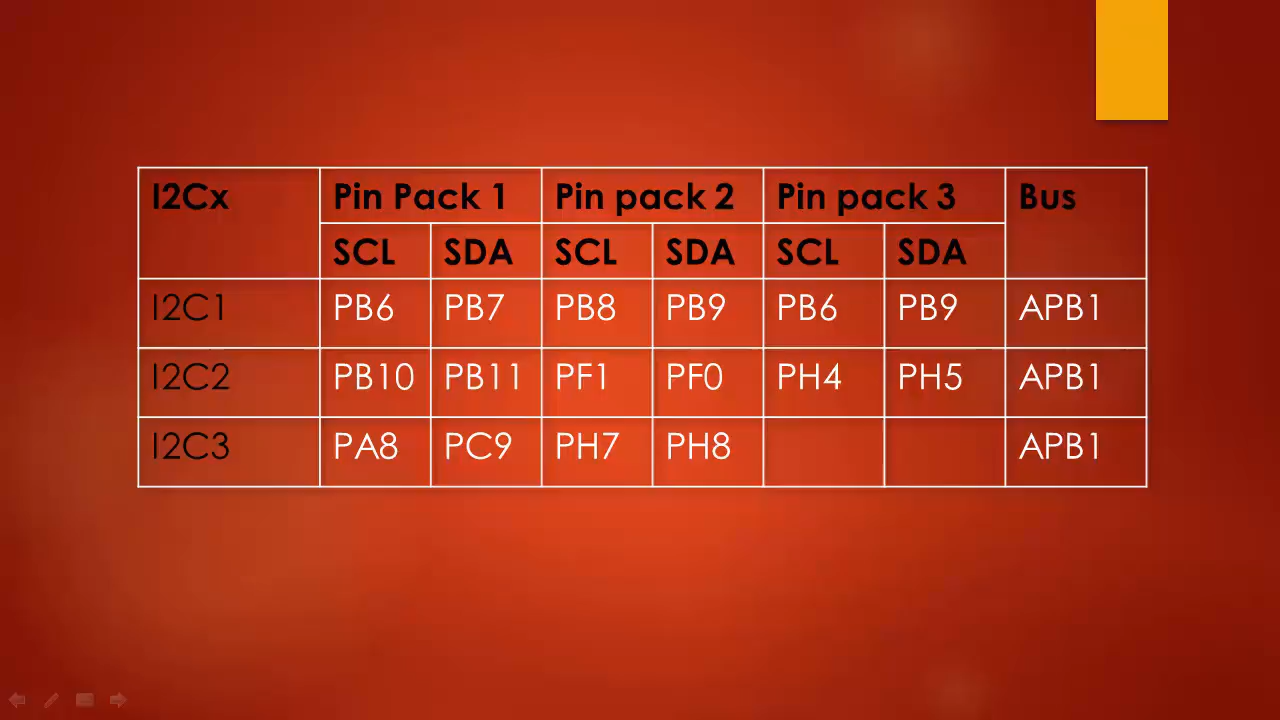 I2Cx Pin Pack 1 Pin pack 2 Pin pack 3 Bus
SCL SDA SCL SDA SCL SDA
I2C1 PB6 PB7 PB8 PB9 PB6 PB9 APB1
I2C2 PB10 PB11 PF1 PF0 PH4 PH5 APB1
I2C3 PA8 PC9 PH7 PH8 APB1